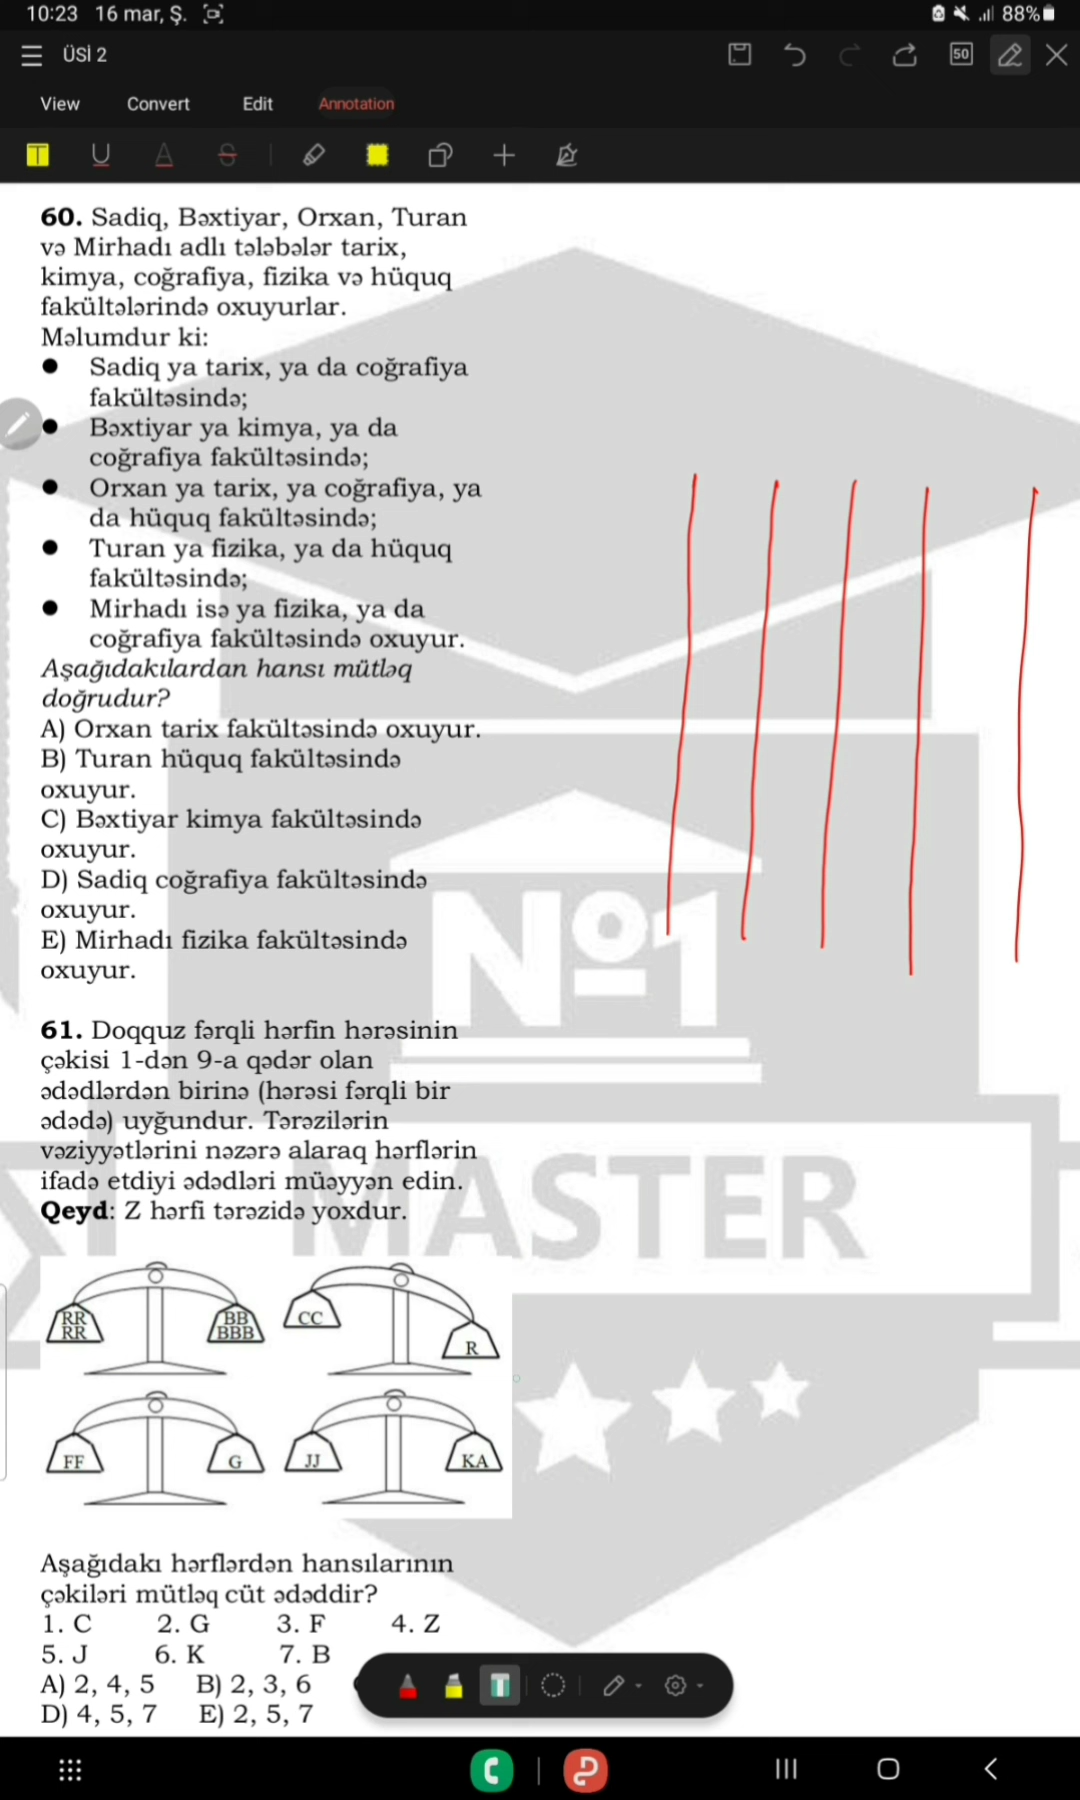 10:23 16 mar, Ş. 88%
ÜSİ 2
50
View Convert Edit Annotation
T U A S
60. Sadiq, Bəxtiyar, Orxan, Turan
və Mirhadı adlı tələbələr tarix,
kimya, coğrafiya, fizika və hüquq
fakültələrində oxuyurlar.
Məlumdur ki:
● Sadiq ya tarix, ya da coğrafiya
fakültəsində;
● Bəxtiyar ya kimya, ya da
coğrafiya fakültəsində;
● Orxan ya tarix, ya coğrafiya, ya
da hüquq fakültəsində;
● Turan ya fizika, ya da hüquq
fakültəsində;
● Mirhadı isə ya fizika, ya da
coğrafiya fakültəsində oxuyur.
Aşağıdakılardan hansı mütləq
doğrudur?
A) Orxan tarix fakültəsində oxuyur.
B) Turan hüquq fakültəsində
oxuyur.
C) Bəxtiyar kimya fakültəsində
oxuyur.
D) Sadiq coğrafiya fakültəsində
oxuyur.
E) Mirhadı fizika fakültəsində
oxuyur.
№1
MASTER
61. Doqquz fərqli hərfin hərəsinin
çəkisi 1-dən 9-a qədər olan
ədədlərdən birinə (hərəsi fərqli bir
ədədə) uyğundur. Tərəzilərin
vəziyyətlərini nəzərə alaraq hərflərin
ifadə etdiyi ədədləri müəyyən edin.
Qeyd: Z hərfi tərəzidə yoxdur.
RR BB CC
RR BBB R
FF G JJ KA
Aşağıdakı hərflərdən hansılarının
çəkiləri mütləq cüt ədəddir?
1. C 2. G 3. F 4. Z
5. J 6. K 7. B
A) 2, 4, 5 B) 2, 3, 6
D) 4, 5, 7 E) 2, 5, 7